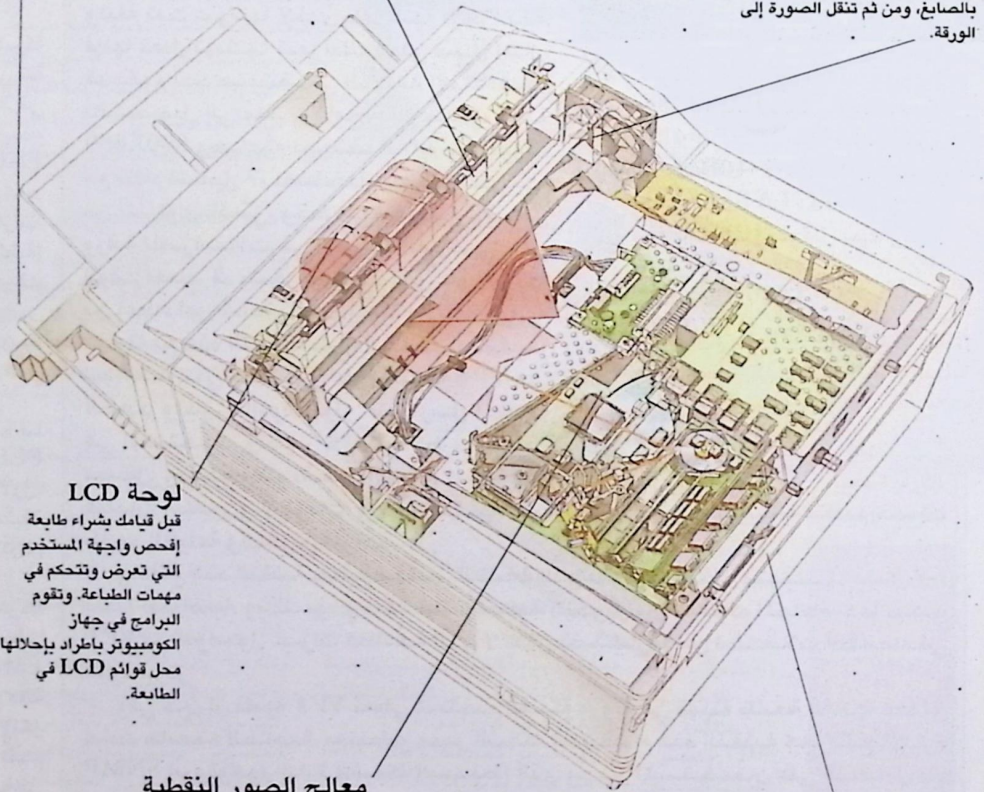 بالصابغ، ومن ثم تنقل الصورة إلى
الورقة.
لوحة LCD
قبل قيامك بشراء طابعة
إفحص واجهة المستخدم
التي تعرض وتتحكم في
مهمات الطباعة. وتقوم
البرامج في جهاز
الكومبيوتر باطراد بإحلالها
محل قوائم LCD في
الطابعة.
معالج الصور النقطية